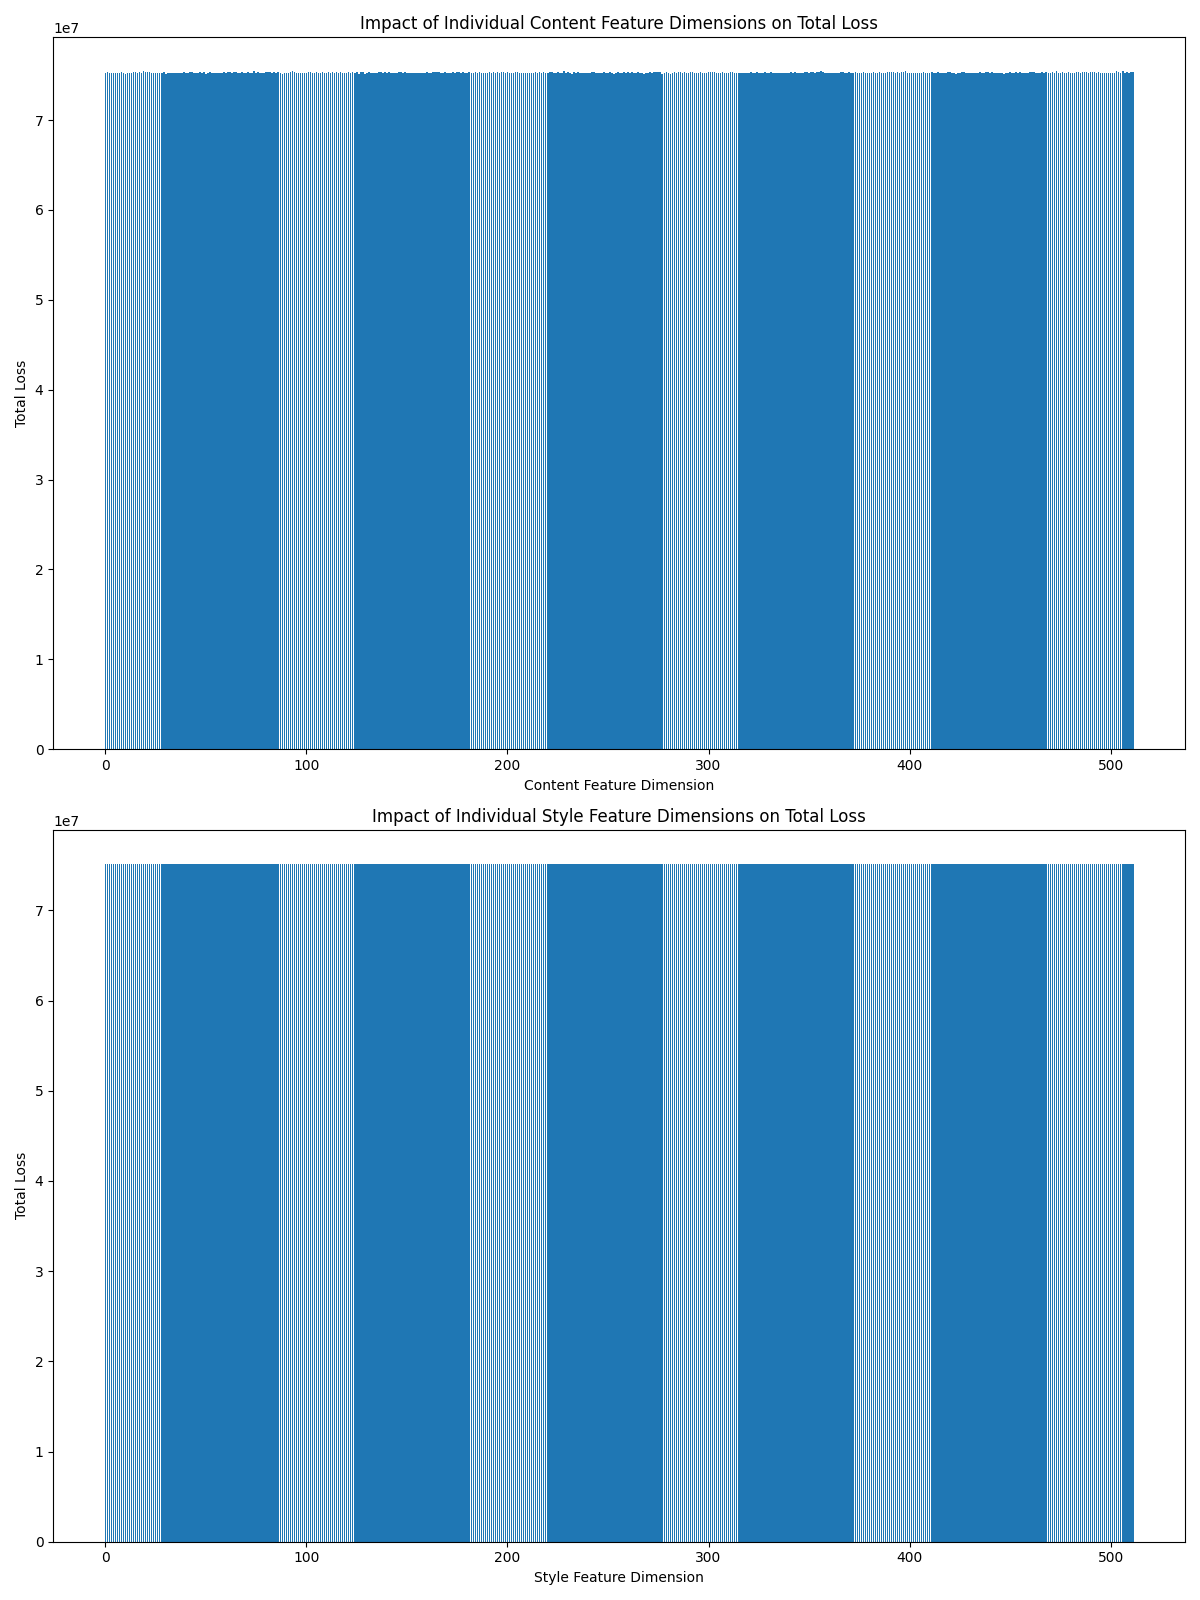 Impact of Individual Content Feature Dimensions on Total Loss
1e7
7
6
5
4
3
2
1
0
Total Loss
0 100 200 300 400 500
Content Feature Dimension
Impact of Individual Style Feature Dimensions on Total Loss
1e7
7
6
5
4
3
2
1
0
Total Loss
0 100 200 300 400 500
Style Feature Dimension